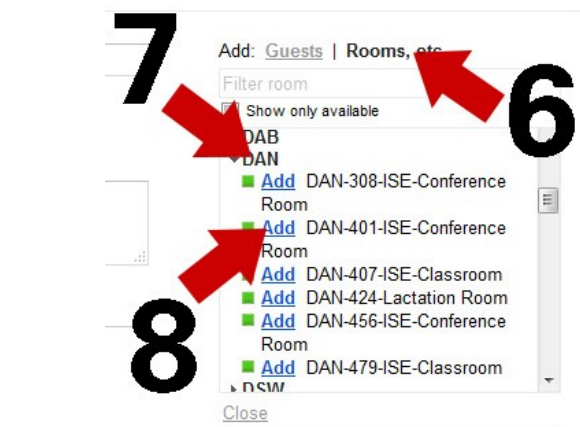 7
Add: Guests | Rooms, etc
6
Filter room
Show only available
DAB
DAN
Add DAN-308-ISE-Conference
Room
Add DAN-401-ISE-Conference
Room
Add DAN-407-ISE-Classroom
Add DAN-424-Lactation Room
Add DAN-456-ISE-Conference
Room
8
Add DAN-479-ISE-Classroom
DSW
Close